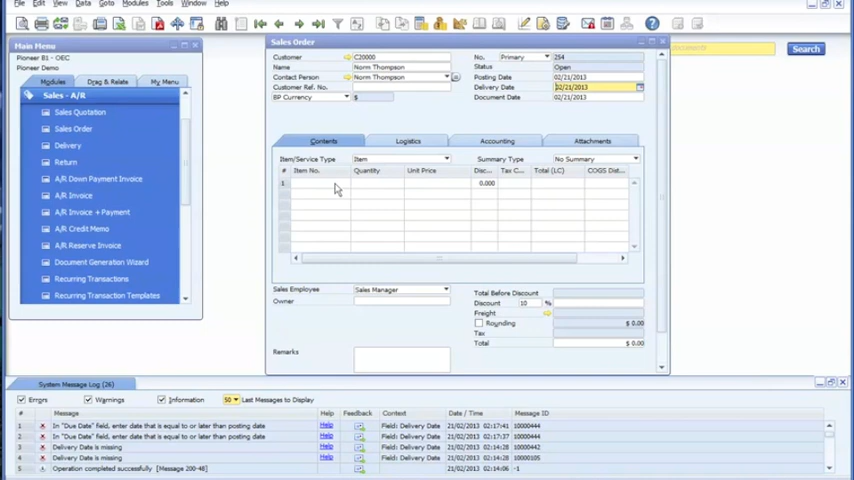 File Edit View Data Goto Modules Tools Window Help
Main Menu
Pioneer B1 - OEC
Pioneer Demo
Modules Drag & Relate My Menu
Sales - A/R
Sales Quotation
Sales Order
Delivery
Return
A/R Down Payment Invoice
A/R Invoice
A/R Invoice + Payment
A/R Credit Memo
A/R Reserve Invoice
Document Generation Wizard
Recurring Transactions
Recurring Transaction Templates
Search
Sales Order
Customer C20000 No. Primary 254
Name Norm Thompson Status Open
Contact Person Norm Thompson Posting Date 02/21/2013
Customer Ref. No. Delivery Date 02/21/2013
BP Currency $ Document Date 02/21/2013
Contents Logistics Accounting Attachments
Item/Service Type Item Summary Type No Summary
# Item No. Quantity Unit Price Disc... Tax C... Total (LC) COGS Dist...
1 0.000
Sales Employee Sales Manager
Owner
Remarks
Total Before Discount
Discount 10 %
Freight
Rounding $ 0.00
Tax
Total $ 0.00
System Message Log (26)
Errors Warnings Information 50 Last Messages to Display
# Message Help Feedback Context Date / Time Message ID
1 In "Due Date" field, enter date that is equal to or later than posting date Help Field: Delivery Date 21/02/2013 02:17:41 10000444
2 In "Due Date" field, enter date that is equal to or later than posting date Help Field: Delivery Date 21/02/2013 02:17:37 10000444
3 Delivery Date is missing Help Field: Delivery Date 21/02/2013 02:14:28 10000442
4 Delivery Date is missing Help Field: Delivery Date 21/02/2013 02:14:28 10000105
5 Operation completed successfully [Message 200-48] 21/02/2013 02:14:06 -1